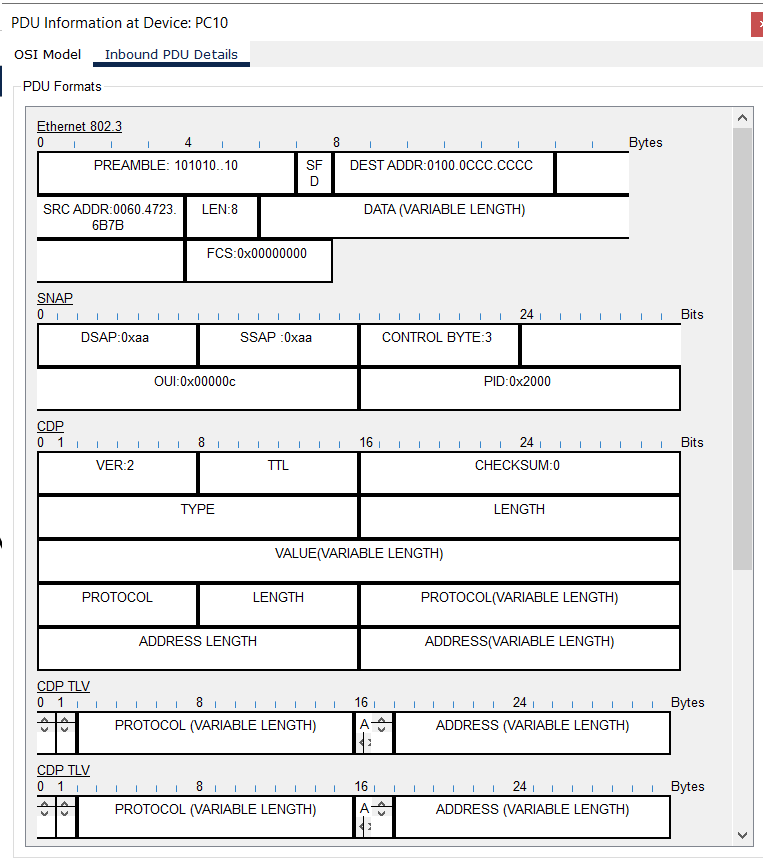 PDU Information at Device: PC10
x
OSI Model Inbound PDU Details
PDU Formats
Ethernet 802.3
0 4 8 Bytes
PREAMBLE: 101010..10 SF D DEST ADDR:0100.0CCC.CCCC
SRC ADDR:0060.4723.6B7B LEN:8 DATA (VARIABLE LENGTH)
FCS:0x00000000
SNAP
0 24 Bits
DSAP:0xaa SSAP :0xaa CONTROL BYTE:3
OUI:0x00000c PID:0x2000
CDP
0 1 8 16 24 Bits
VER:2 TTL CHECKSUM:0
TYPE LENGTH
VALUE(VARIABLE LENGTH)
PROTOCOL LENGTH PROTOCOL(VARIABLE LENGTH)
ADDRESS LENGTH ADDRESS(VARIABLE LENGTH)
CDP TLV
0 1 8 16 24 Bytes
PROTOCOL (VARIABLE LENGTH) A ADDRESS (VARIABLE LENGTH)
CDP TLV
0 1 8 16 24 Bytes
PROTOCOL (VARIABLE LENGTH) A ADDRESS (VARIABLE LENGTH)